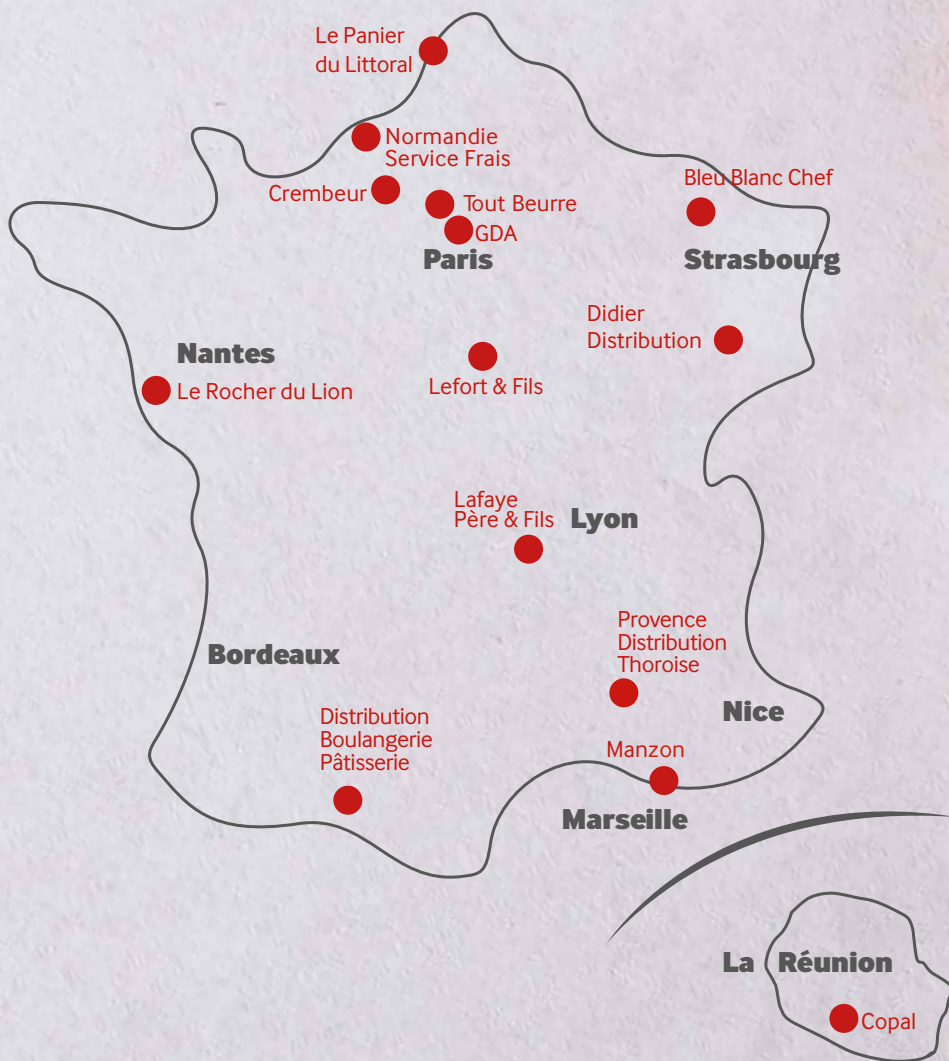 Le Panier
du Littoral
Normandie
Service Frais
Crembeur
Tout Beurre
GDA
Paris
Bleu Blanc Chef
Strasbourg
Didier
Distribution
Nantes
Le Rocher du Lion
Lefort & Fils
Lafaye
Père & Fils
Lyon
Provence
Distribution
Thoroise
Bordeaux
Nice
Distribution
Boulangerie
Pâtisserie
Manzon
Marseille
La Réunion
Copal